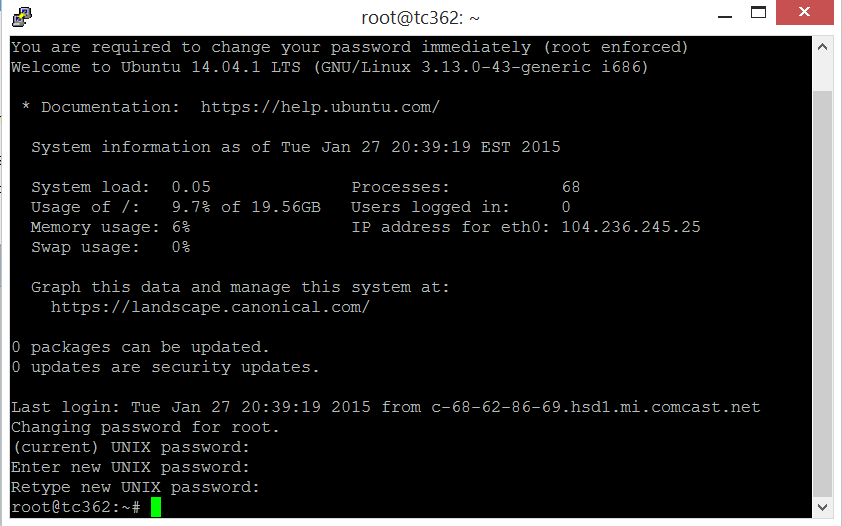 root@tc362: ~
You are required to change your password immediately (root enforced)
Welcome to Ubuntu 14.04.1 LTS (GNU/Linux 3.13.0-43-generic i686)
* Documentation:  https://help.ubuntu.com/
System information as of Tue Jan 27 20:39:19 EST 2015
System load:  0.05              Processes:           68
Usage of /:   9.7% of 19.56GB   Users logged in:     0
Memory usage: 6%                IP address for eth0: 104.236.245.25
Swap usage:   0%
Graph this data and manage this system at:
https://landscape.canonical.com/
0 packages can be updated.
0 updates are security updates.
Last login: Tue Jan 27 20:39:19 2015 from c-68-62-86-69.hsd1.mi.comcast.net
Changing password for root.
(current) UNIX password:
Enter new UNIX password:
Retype new UNIX password:
root@tc362:~#